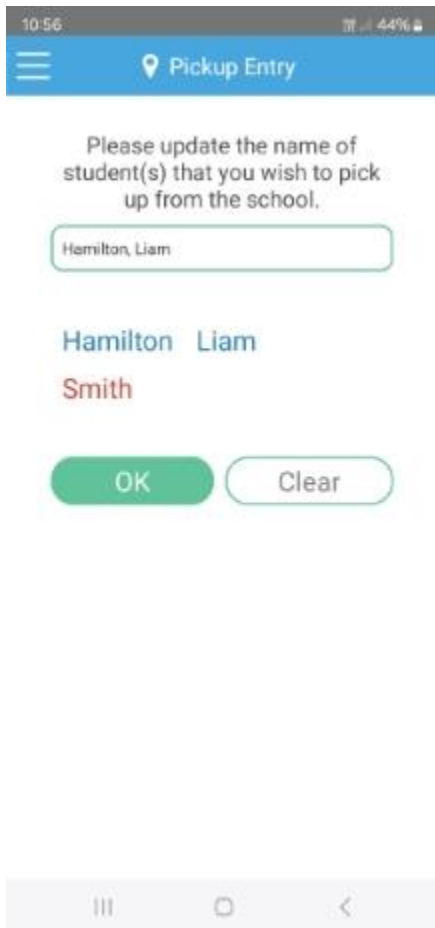 10:56 44%
Pickup Entry
Please update the name of
student(s) that you wish to pick
up from the school.
Hamilton, Liam
Hamilton Liam
Smith
OK Clear